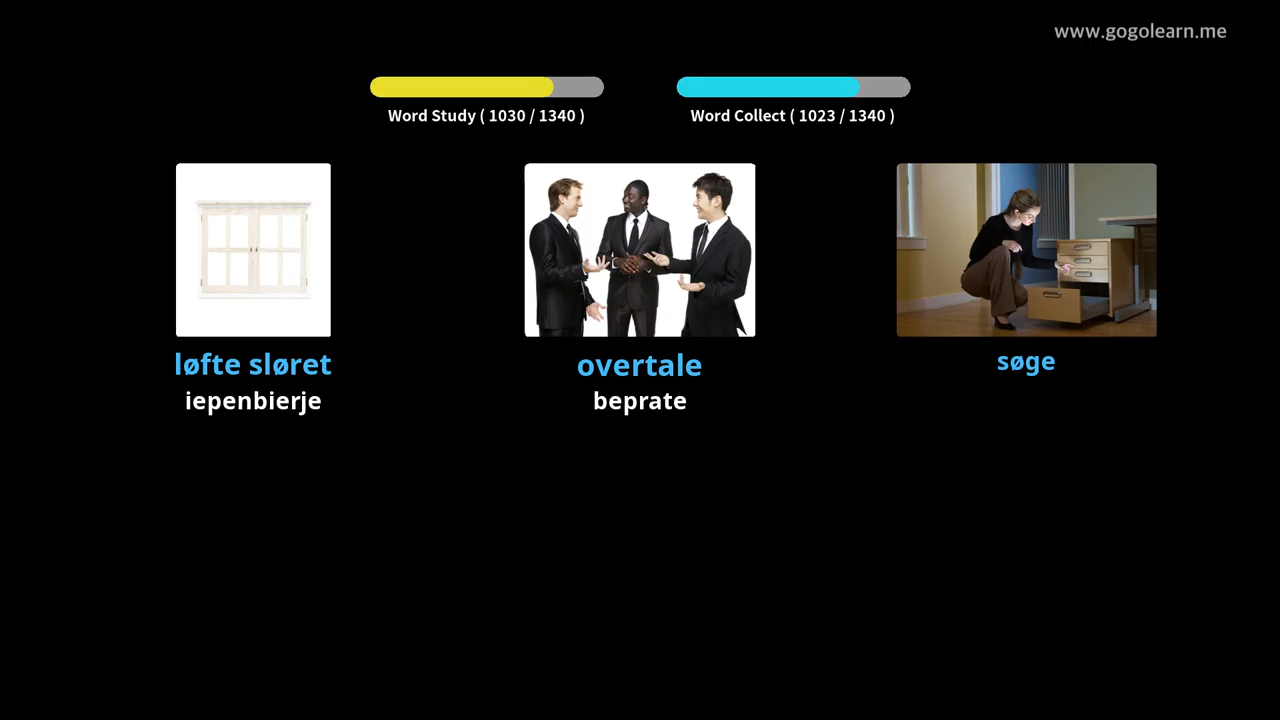 www.gogolearn.me
Word Study ( 1030 / 1340 )
Word Collect ( 1023 / 1340 )
løfte sløret
iepenbierje
overtale
beprate
søge